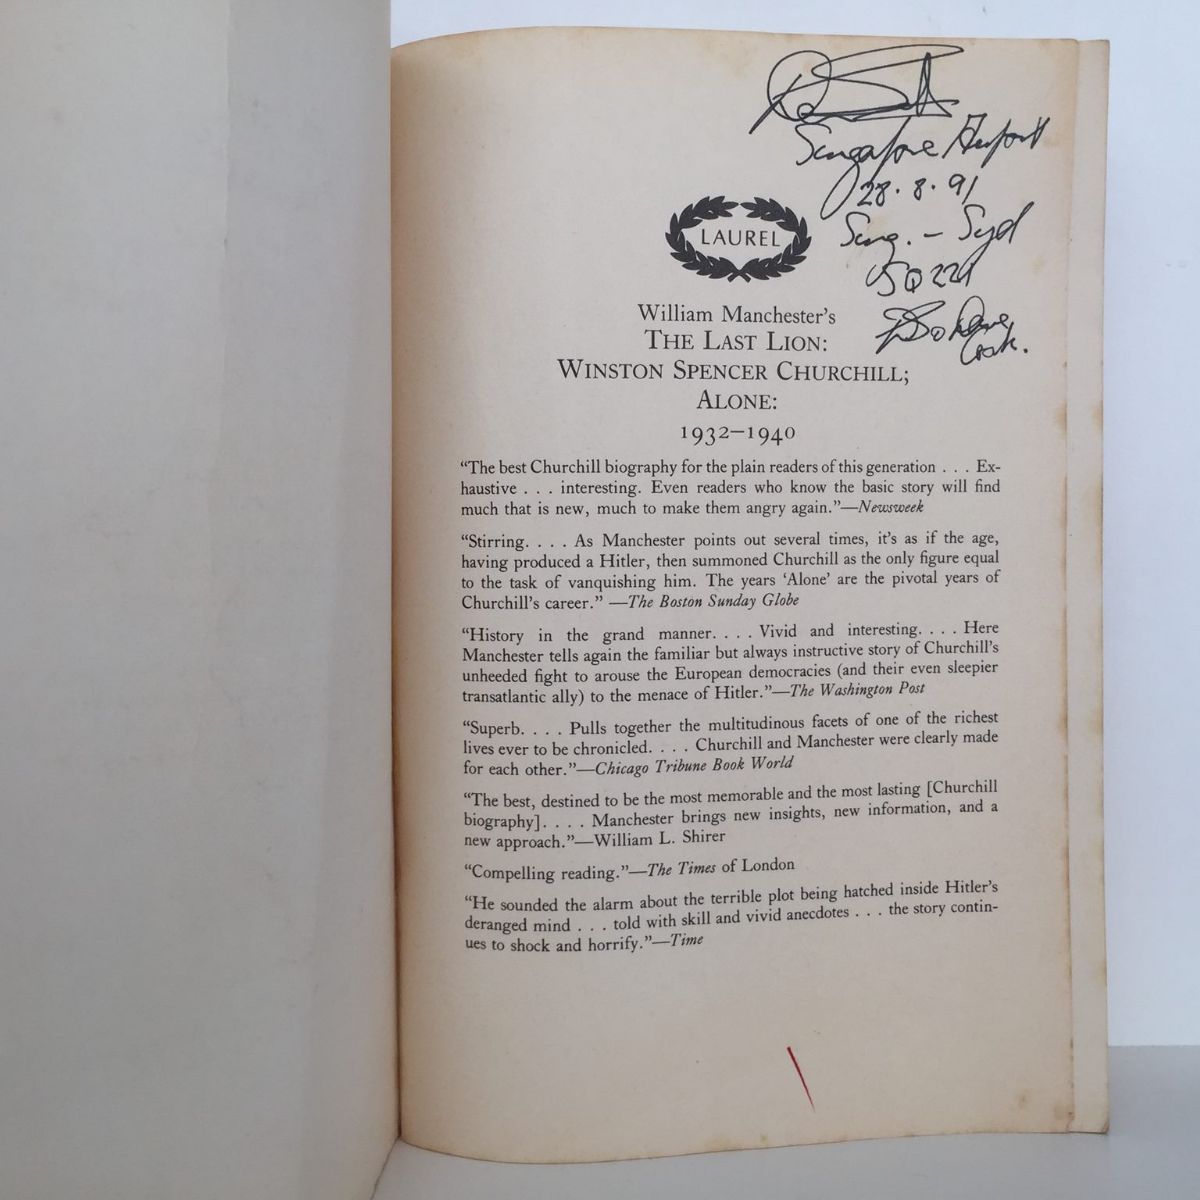 Singapore Airport
28.8.91
Sing. - Syd
SQ 221
LAUREL
William Manchester's
THE LAST LION:
WINSTON SPENCER CHURCHILL;
ALONE:
1932–1940
“The best Churchill biography for the plain readers of this generation . . . Ex-
haustive . . . interesting. Even readers who know the basic story will find
much that is new, much to make them angry again.”—Newsweek
“Stirring. . . . As Manchester points out several times, it's as if the age,
having produced a Hitler, then summoned Churchill as the only figure equal
to the task of vanquishing him. The years ‘Alone’ are the pivotal years of
Churchill's career.” —The Boston Sunday Globe
“History in the grand manner. . . . Vivid and interesting. . . . Here
Manchester tells again the familiar but always instructive story of Churchill's
unheeded fight to arouse the European democracies (and their even sleepier
transatlantic ally) to the menace of Hitler.”—The Washington Post
“Superb. . . . Pulls together the multitudinous facets of one of the richest
lives ever to be chronicled. . . . Churchill and Manchester were clearly made
for each other.”—Chicago Tribune Book World
“The best, destined to be the most memorable and the most lasting [Churchill
biography]. . . . Manchester brings new insights, new information, and a
new approach.”—William L. Shirer
“Compelling reading.”—The Times of London
“He sounded the alarm about the terrible plot being hatched inside Hitler's
deranged mind . . . told with skill and vivid anecdotes . . . the story contin-
ues to shock and horrify.”—Time